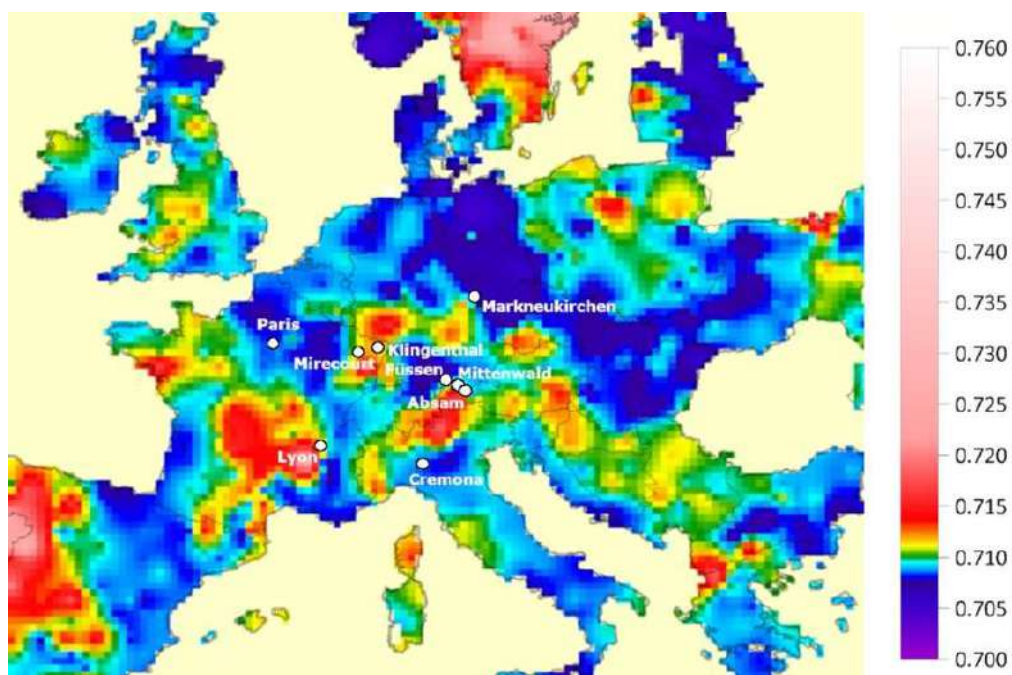 0.760
0.755
0.750
0.745
0.740
0.735
0.730
0.725
0.720
0.715
0.710
0.705
0.700
Markneukirchen
Paris
Mirecourt
Klingenthal
Füssen
Mittenwald
Absam
Lyon
Cremona